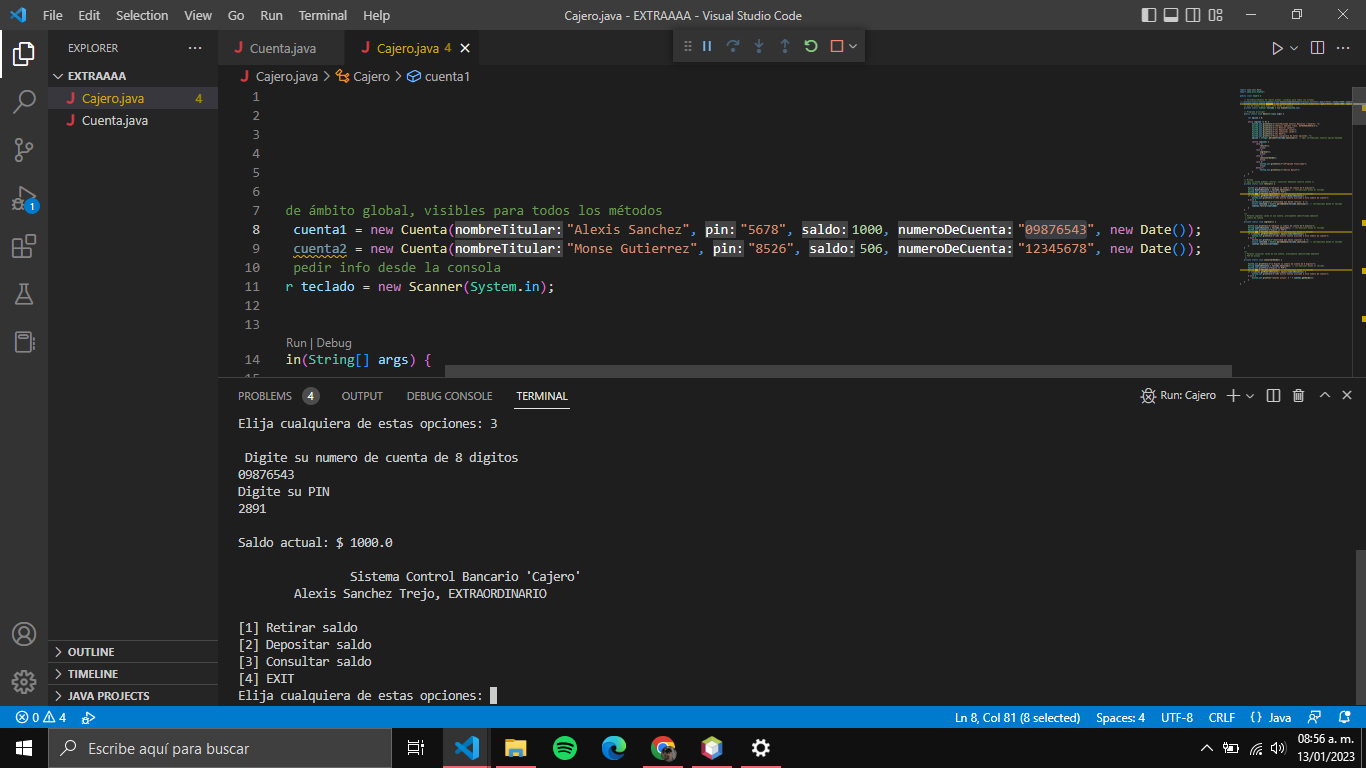 File Edit Selection View Go Run Terminal Help Cajero.java - EXTRAAAA - Visual Studio Code
EXPLORER
EXTRAAAA
Cajero.java 4
Cuenta.java
OUTLINE
TIMELINE
JAVA PROJECTS
1
Cuenta.java Cajero.java 4
Cajero.java > Cajero > cuenta1
1
2
3
4
5
6
7 de ámbito global, visibles para todos los métodos
8 cuenta1 = new Cuenta(nombreTitular: "Alexis Sanchez", pin: "5678", saldo: 1000, numeroDeCuenta: "09876543", new Date());
9 cuenta2 = new Cuenta(nombreTitular: "Monse Gutierrez", pin: "8526", saldo: 506, numeroDeCuenta: "12345678", new Date());
10 pedir info desde la consola
11 r teclado = new Scanner(System.in);
12
13
Run | Debug
14 in(String[] args) {
PROBLEMS 4 OUTPUT DEBUG CONSOLE TERMINAL Run: Cajero
Elija cualquiera de estas opciones: 3
Digite su numero de cuenta de 8 digitos
09876543
Digite su PIN
2891
Saldo actual: $ 1000.0
Sistema Control Bancario 'Cajero'
Alexis Sanchez Trejo, EXTRAORDINARIO
[1] Retirar saldo
[2] Depositar saldo
[3] Consultar saldo
[4] EXIT
Elija cualquiera de estas opciones:
0 4 Ln 8, Col 81 (8 selected) Spaces: 4 UTF-8 CRLF {} Java
Escribe aquí para buscar
08:56 a. m.
13/01/2023